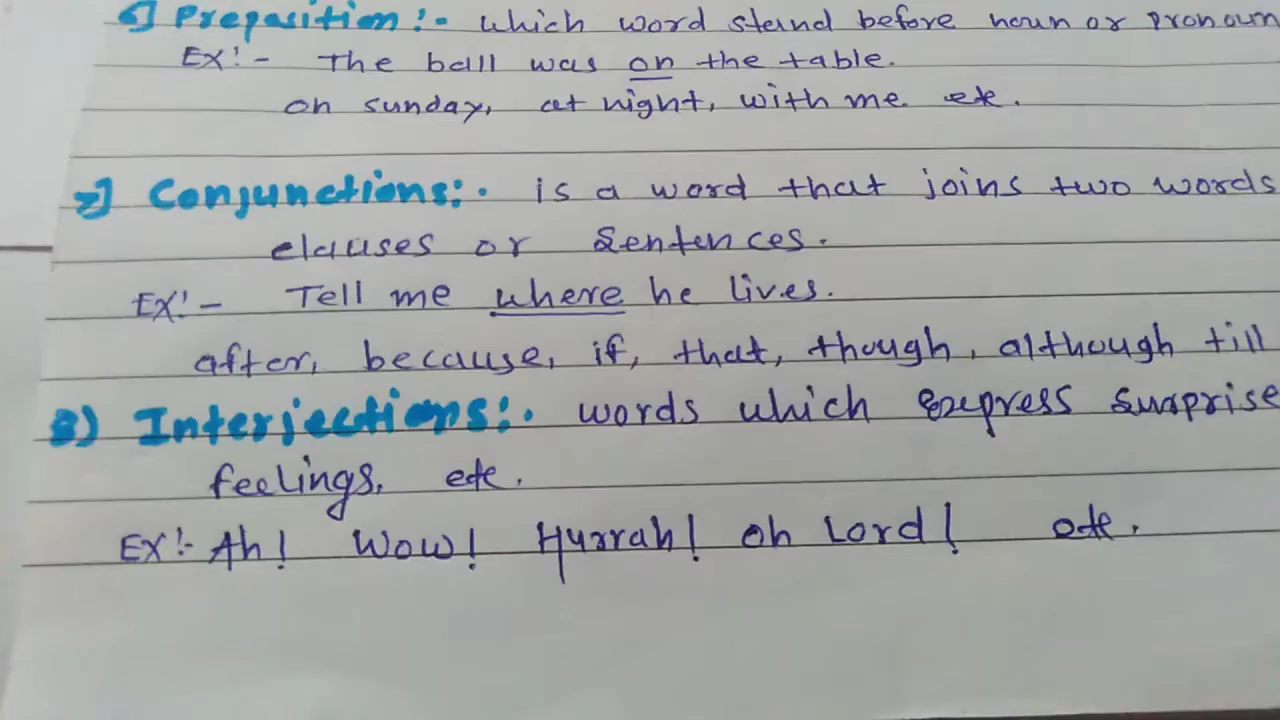 6] Preposition:- which word stand before noun or pronoun
Ex:- The ball was on the table.
on sunday, at night, with me etc.
7] Conjunctions:- is a word that joins two words
clauses or sentences.
Ex:- Tell me where he lives.
after, because, if, that, though, although till
8) Interjections:- words which express surprise
feelings, etc.
Ex:- Ah! Wow! Hurrah! oh Lord! etc.